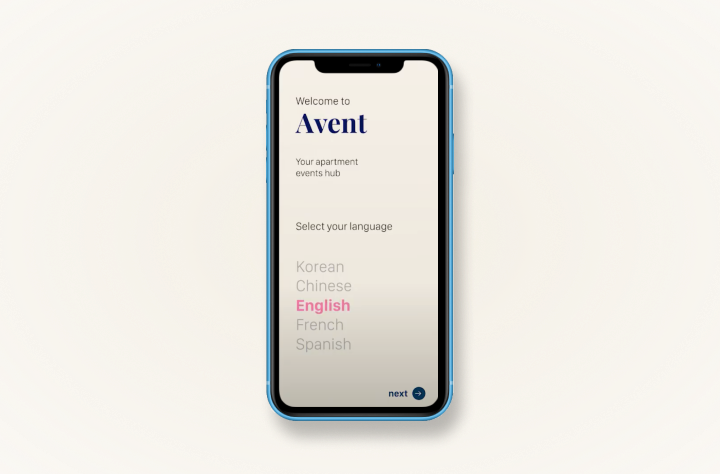 Welcome to
Avent
Your apartment
events hub
Select your language
Korean
Chinese
English
French
Spanish
next